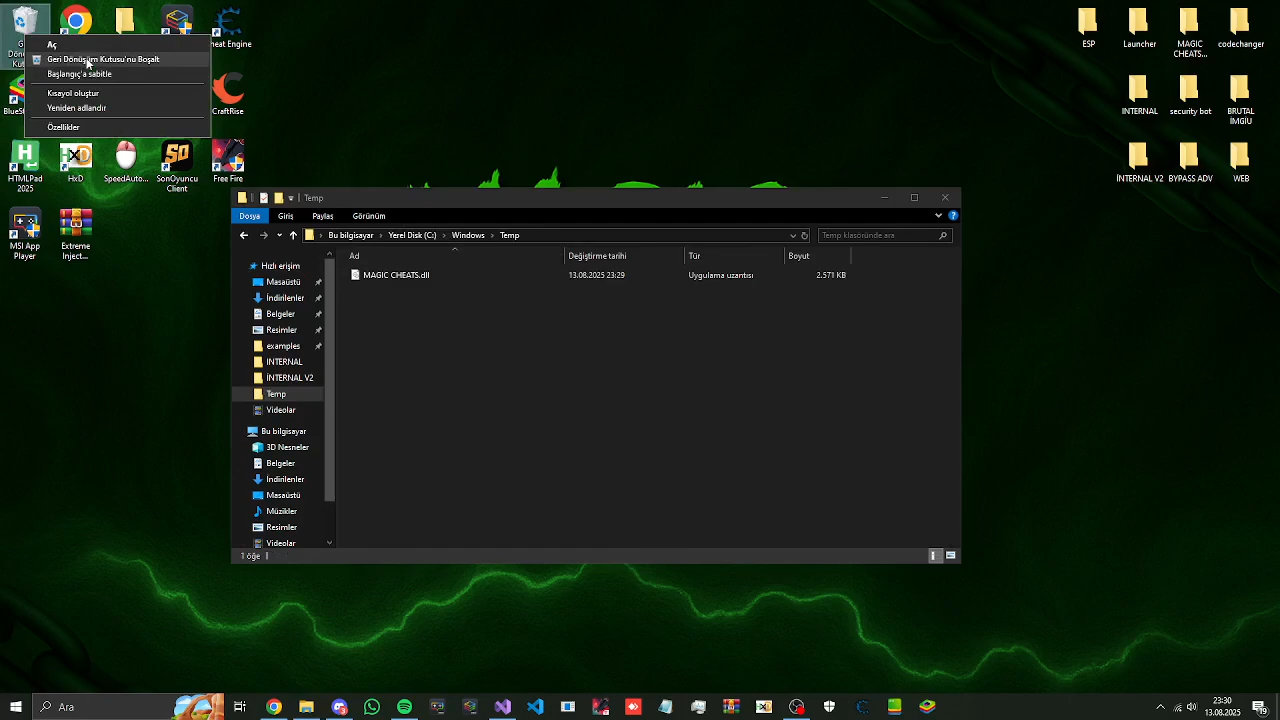 Aç
Geri Dönüşüm Kutusu'nu Boşalt
Başlangıç'a sabitle
Kısayol oluştur
Yeniden adlandır
Özellikler
CraftRise
HTMLPad 2025
HxD
SpeedAuto...
SonOyuncu Client
Free Fire
MSI App Player
Extreme Inject...
ESP
Launcher
MAGIC CHEATS...
codechanger
INTERNAL
security bot
BRUTAL İMGİU
İNTERNAL V2
BYPASS ADV
WEB
Temp
Dosya
Giriş
Paylaş
Görünüm
Bu bilgisayar > Yerel Disk (C:) > Windows > Temp
Temp klasöründe ara
Ad
Değiştirme tarihi
Tür
Boyut
MAGIC CHEATS.dll
13.08.2025 23:29
Uygulama uzantısı
2.571 KB
Hızlı erişim
Masaüstü
İndirilenler
Belgeler
Resimler
examples
INTERNAL
İNTERNAL V2
Temp
Videolar
Bu bilgisayar
3D Nesneler
Belgeler
İndirilenler
Masaüstü
Müzikler
Resimler
Videolar
1 öğe
Ara
23:30
13.08.2025